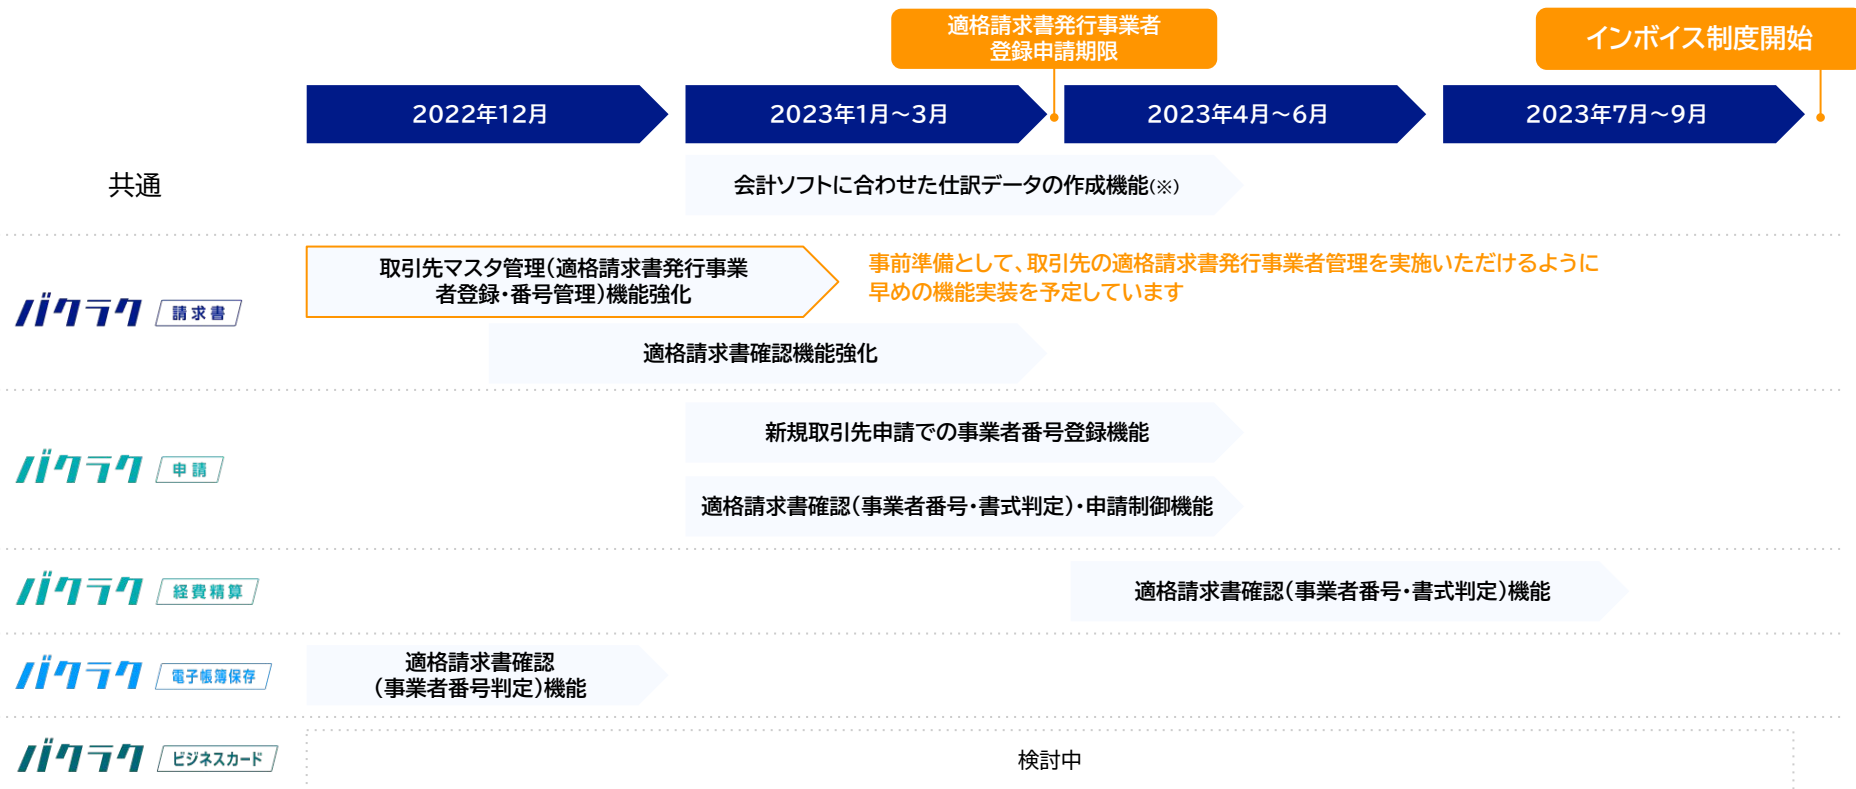 適格請求書発行事業者
登録申請期限
インボイス制度開始
2022年12月
2023年1月～3月
2023年4月～6月
2023年7月～9月
共通
会計ソフトに合わせた仕訳データの作成機能(※)
バクラク 請求書
取引先マスタ管理（適格請求書発行事業
者登録・番号管理）機能強化
事前準備として、取引先の適格請求書発行事業者管理を実施いただけるように
早めの機能実装を予定しています
適格請求書確認機能強化
バクラク 申請
新規取引先申請での事業者番号登録機能
適格請求書確認（事業者番号・書式判定）・申請制御機能
バクラク 経費精算
適格請求書確認（事業者番号・書式判定）機能
バクラク 電子帳簿保存
適格請求書確認
（事業者番号判定）機能
バクラク ビジネスカード
検討中